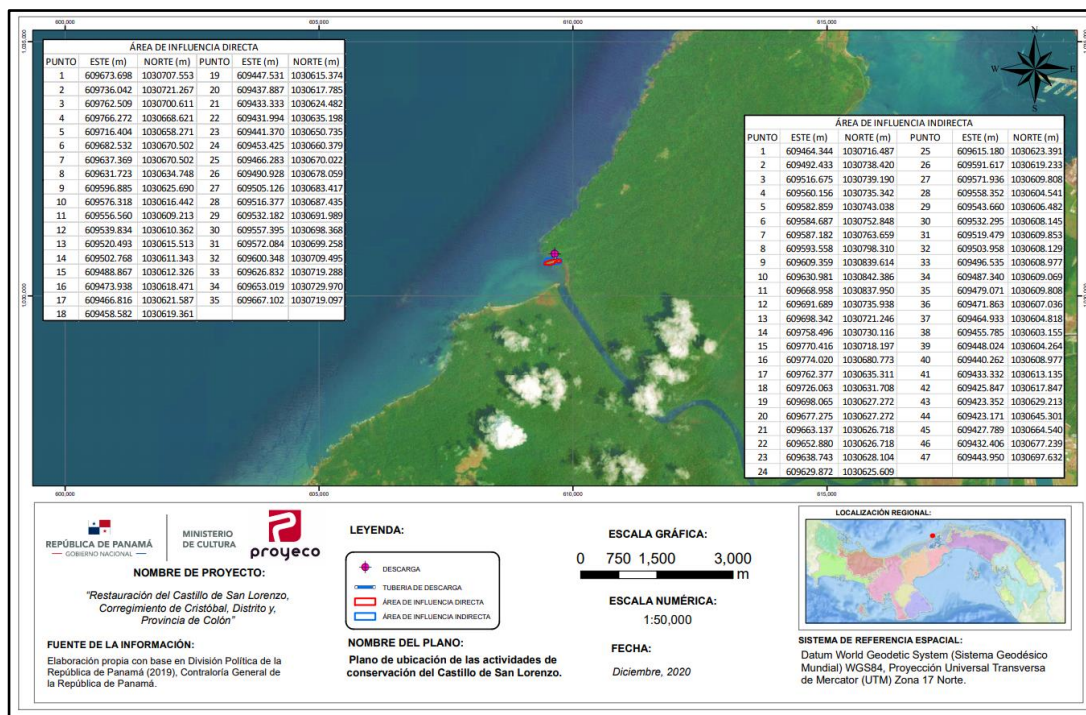 600,000 605,000 610,000 615,000
1,035,000
1,035,000
N
W E
S
ÁREA DE INFLUENCIA DIRECTA
PUNTO ESTE (m) NORTE (m) PUNTO ESTE (m) NORTE (m)
1 609673.698 1030707.553 19 609447.531 1030615.374
2 609736.042 1030721.267 20 609437.887 1030617.785
3 609762.509 1030700.611 21 609433.333 1030624.482
4 609766.272 1030668.621 22 609431.994 1030635.198
5 609716.404 1030658.271 23 609441.370 1030650.735
6 609682.532 1030670.502 24 609453.425 1030660.379
7 609637.369 1030670.502 25 609466.283 1030670.022
8 609631.723 1030634.748 26 609490.928 1030678.059
9 609596.885 1030625.690 27 609505.126 1030683.417
10 609576.318 1030616.442 28 609516.377 1030687.435
11 609556.560 1030609.213 29 609532.182 1030691.989
12 609539.834 1030610.362 30 609557.395 1030698.368
13 609520.493 1030615.513 31 609572.084 1030699.258
14 609502.768 1030611.343 32 609600.348 1030709.495
15 609488.867 1030612.326 33 609626.832 1030719.288
16 609473.938 1030618.471 34 609653.019 1030729.970
17 609466.816 1030621.587 35 609667.102 1030719.097
18 609458.582 1030619.361
ÁREA DE INFLUENCIA INDIRECTA
PUNTO ESTE (m) NORTE (m) PUNTO ESTE (m) NORTE (m)
1 609464.344 1030716.487 25 609615.180 1030623.391
2 609492.433 1030738.420 26 609591.617 1030619.233
3 609516.675 1030739.190 27 609571.936 1030609.808
4 609560.156 1030735.342 28 609558.352 1030604.541
5 609582.859 1030743.038 29 609543.660 1030606.482
6 609584.687 1030752.848 30 609532.295 1030608.145
7 609587.182 1030763.659 31 609519.479 1030609.853
8 609593.558 1030798.310 32 609503.958 1030608.129
9 609609.359 1030839.614 33 609496.535 1030608.977
10 609630.981 1030842.386 34 609487.340 1030609.069
11 609668.958 1030837.950 35 609479.071 1030609.808
12 609691.689 1030735.938 36 609471.863 1030607.036
13 609698.342 1030721.246 37 609464.933 1030604.818
14 609758.496 1030730.116 38 609455.785 1030603.155
15 609770.416 1030718.197 39 609448.024 1030604.264
16 609774.020 1030680.773 40 609440.262 1030608.977
17 609762.377 1030635.311 41 609433.332 1030613.135
18 609726.063 1030631.708 42 609425.847 1030617.847
19 609698.065 1030627.272 43 609423.352 1030629.213
20 609677.275 1030627.272 44 609423.171 1030645.301
21 609663.137 1030626.718 45 609427.789 1030664.540
22 609652.880 1030626.718 46 609432.406 1030677.239
23 609638.743 1030628.104 47 609443.950 1030697.632
24 609629.872 1030625.609
1,030,000
1,030,000
600,000 605,000 610,000 615,000
REPÚBLICA DE PANAMÁ
GOBIERNO NACIONAL
MINISTERIO
DE CULTURA
proyeco
NOMBRE DE PROYECTO:
"Restauración del Castillo de San Lorenzo,
Corregimiento de Cristóbal, Distrito y,
Provincia de Colón"
FUENTE DE LA INFORMACIÓN:
Elaboración propia con base en División Política de la
República de Panamá (2019), Contraloría General de
la República de Panamá.
LEYENDA:
DESCARGA
TUBERIA DE DESCARGA
ÁREA DE INFLUENCIA DIRECTA
ÁREA DE INFLUENCIA INDIRECTA
NOMBRE DEL PLANO:
Plano de ubicación de las actividades de
conservación del Castillo de San Lorenzo.
ESCALA GRÁFICA:
0 750 1,500 3,000
m
ESCALA NUMÉRICA:
1:50,000
FECHA:
Diciembre, 2020
LOCALIZACIÓN REGIONAL:
SISTEMA DE REFERENCIA ESPACIAL:
Datum World Geodetic System (Sistema Geodésico
Mundial) WGS84, Proyección Universal Transversa
de Mercator (UTM) Zona 17 Norte.